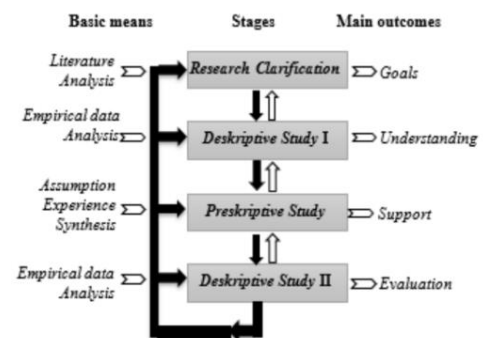 Basic means Stages Main outcomes
Literature
Analysis
Research Clarification
Goals
Empirical data
Analysis
Deskriptive Study I
Understanding
Assumption
Experience
Synthesis
Preskriptive Study
Support
Empirical data
Analysis
Deskriptive Study II
Evaluation